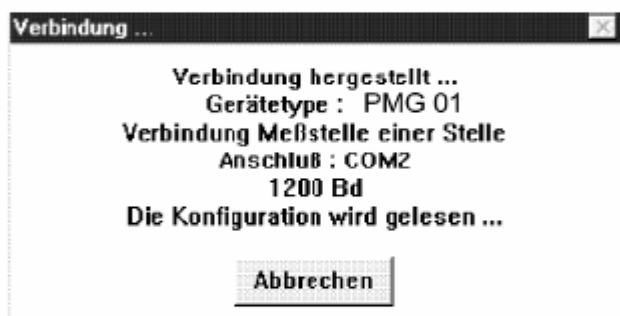 Verbindung ...
Verbindung hergestellt ...
Gerätetype : PMG 01
Verbindung Meßstelle einer Stelle
Anschluß : COM2
1200 Bd
Die Konfiguration wird gelesen ...
Abbrechen